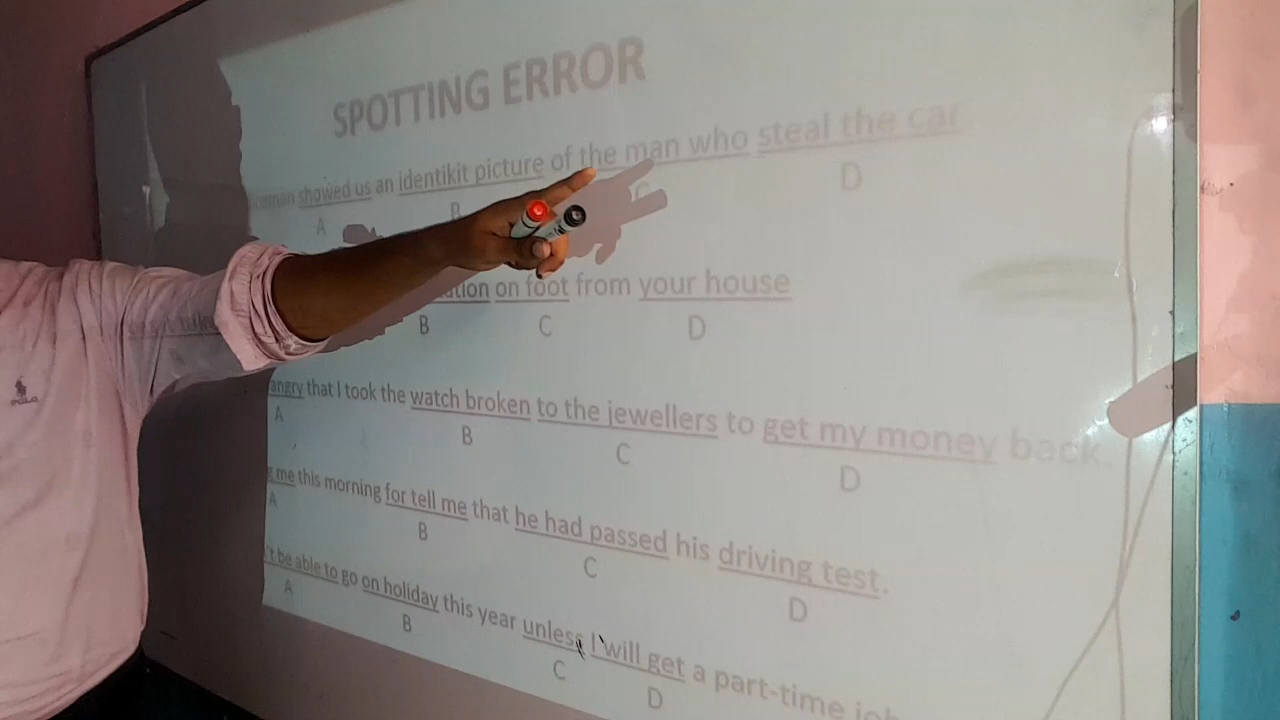 SPOTTING ERROR
showed us an identikit picture of the man who steal the car
A B C D
on foot from your house
B C D
angry that I took the watch broken to the jewellers to get my money back.
A B C D
me this morning for tell me that he had passed his driving test.
A B C D
't be able to go on holiday this year unless I will get a part-time
A B C D
POLO